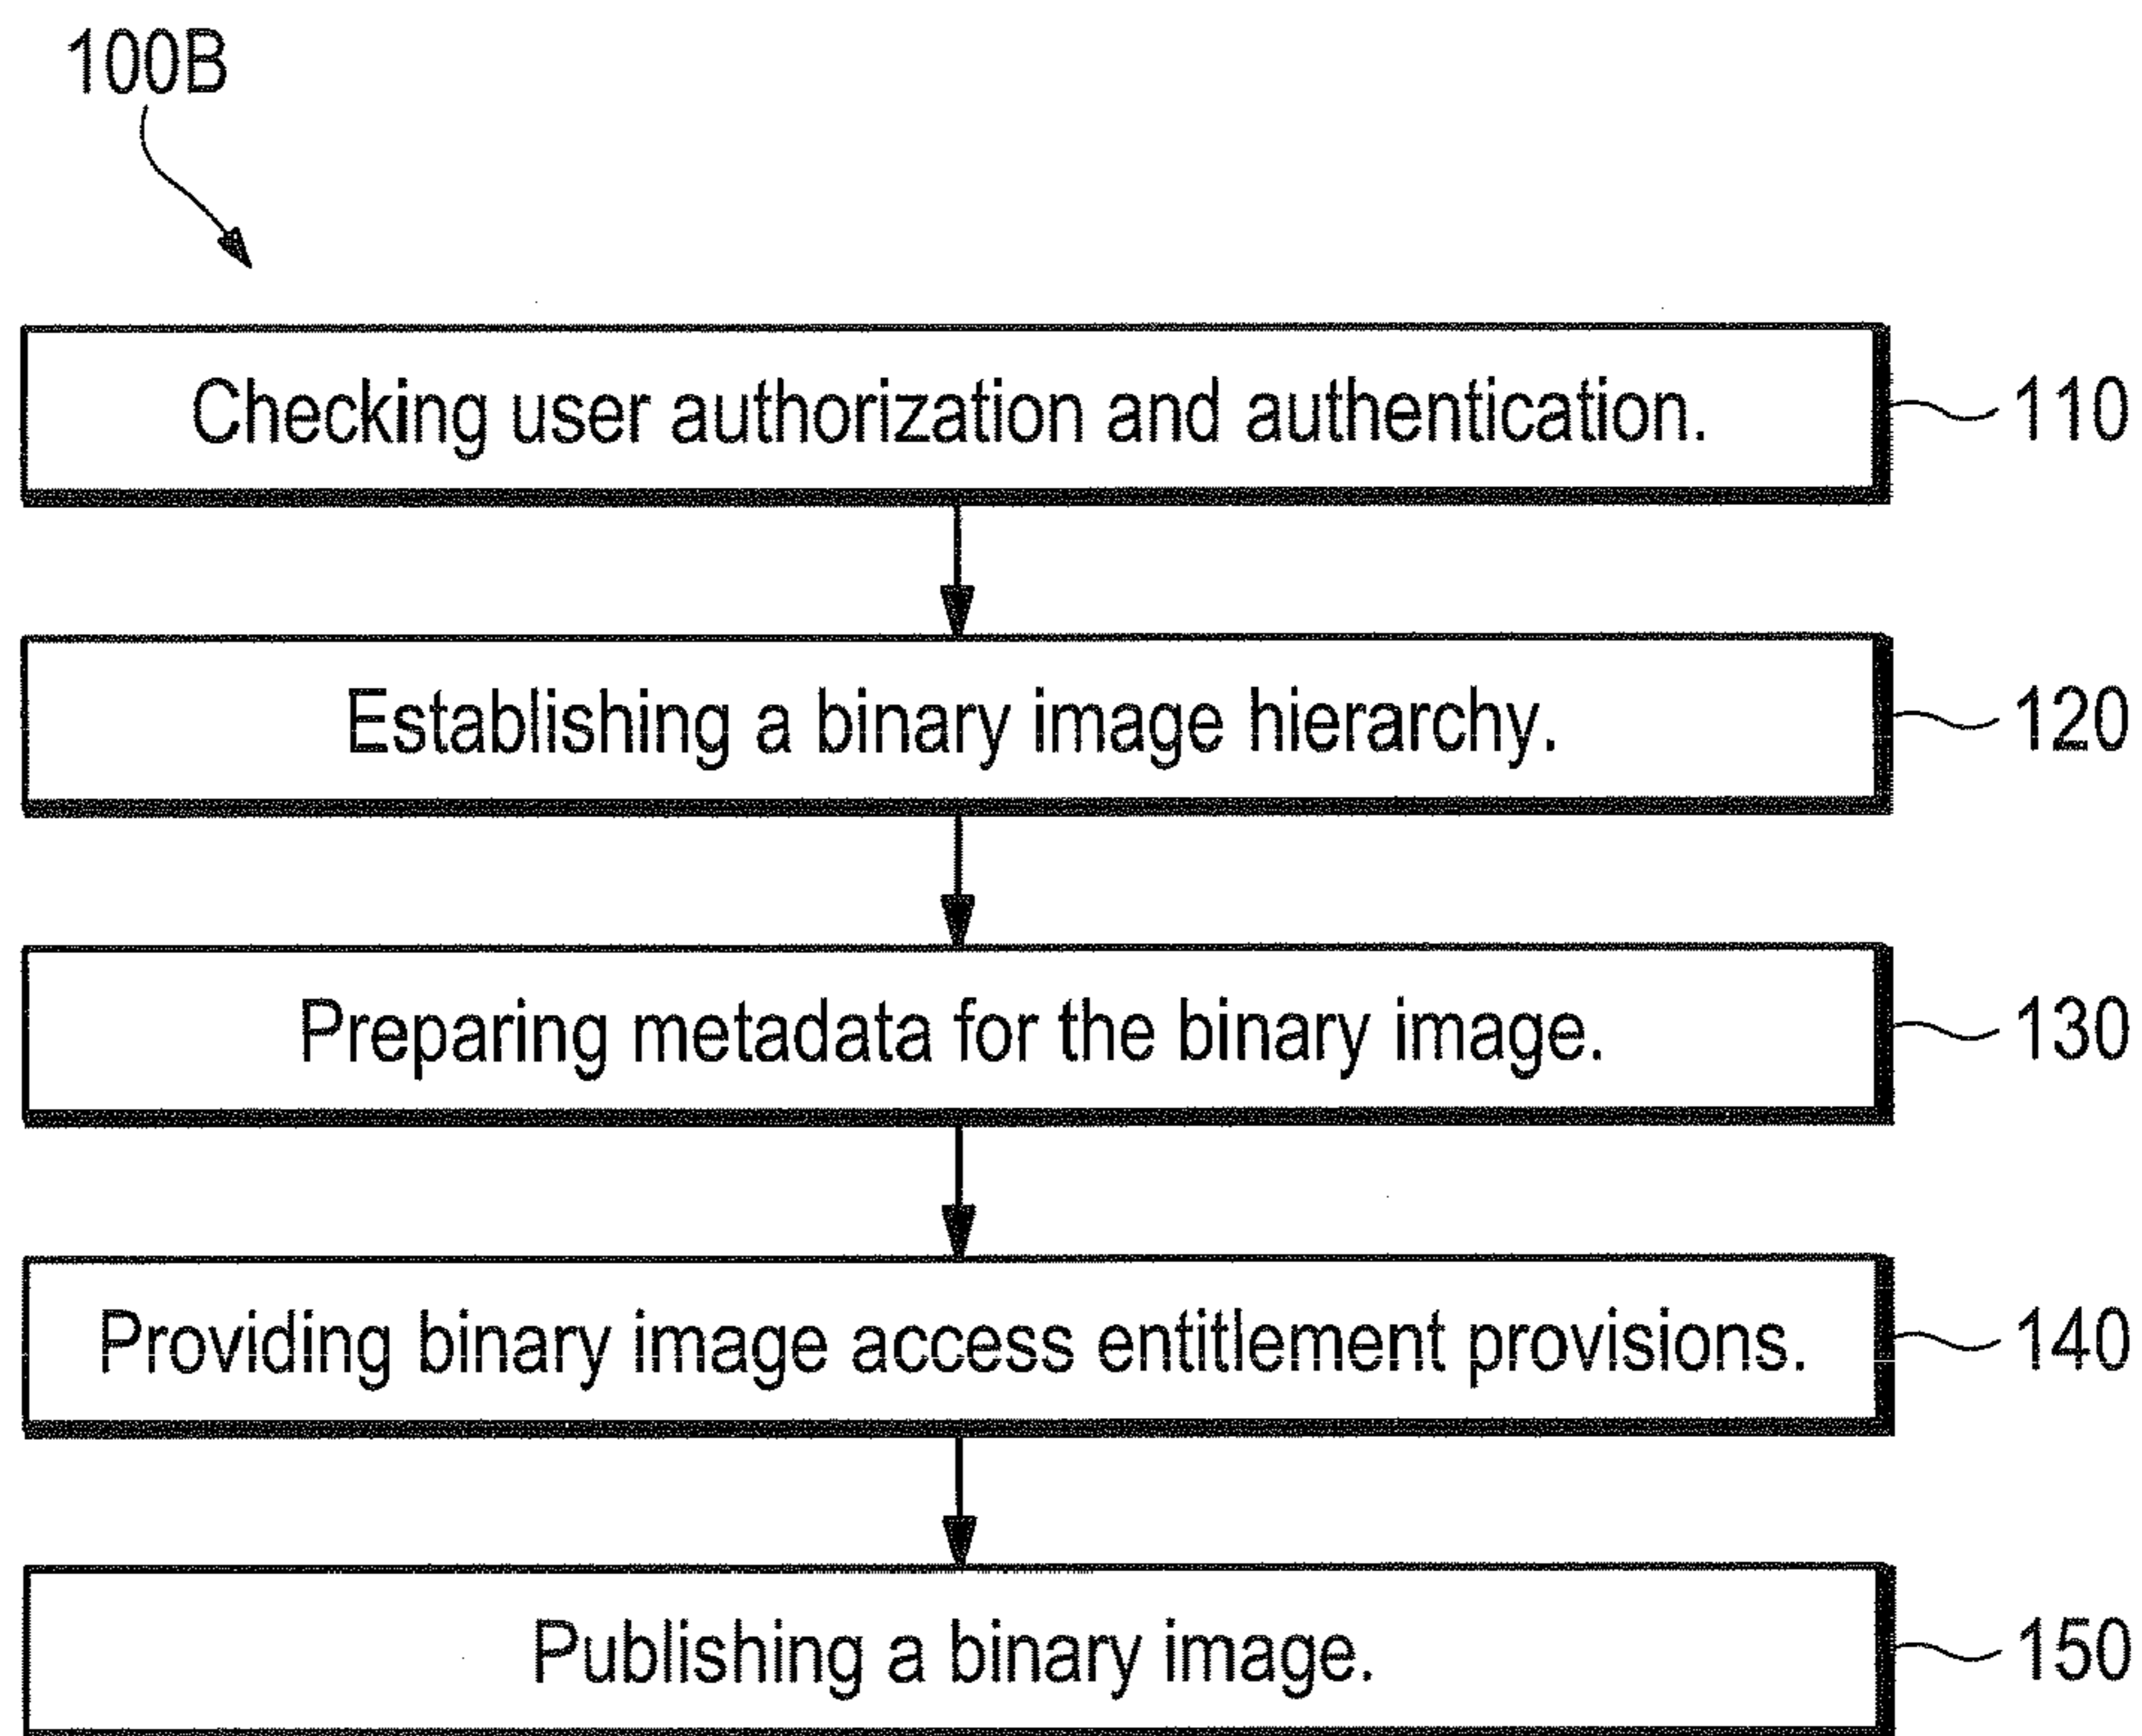 100B
Checking user authorization and authentication. 110
Establishing a binary image hierarchy. 120
Preparing metadata for the binary image. 130
Providing binary image access entitlement provisions. 140
Publishing a binary image. 150